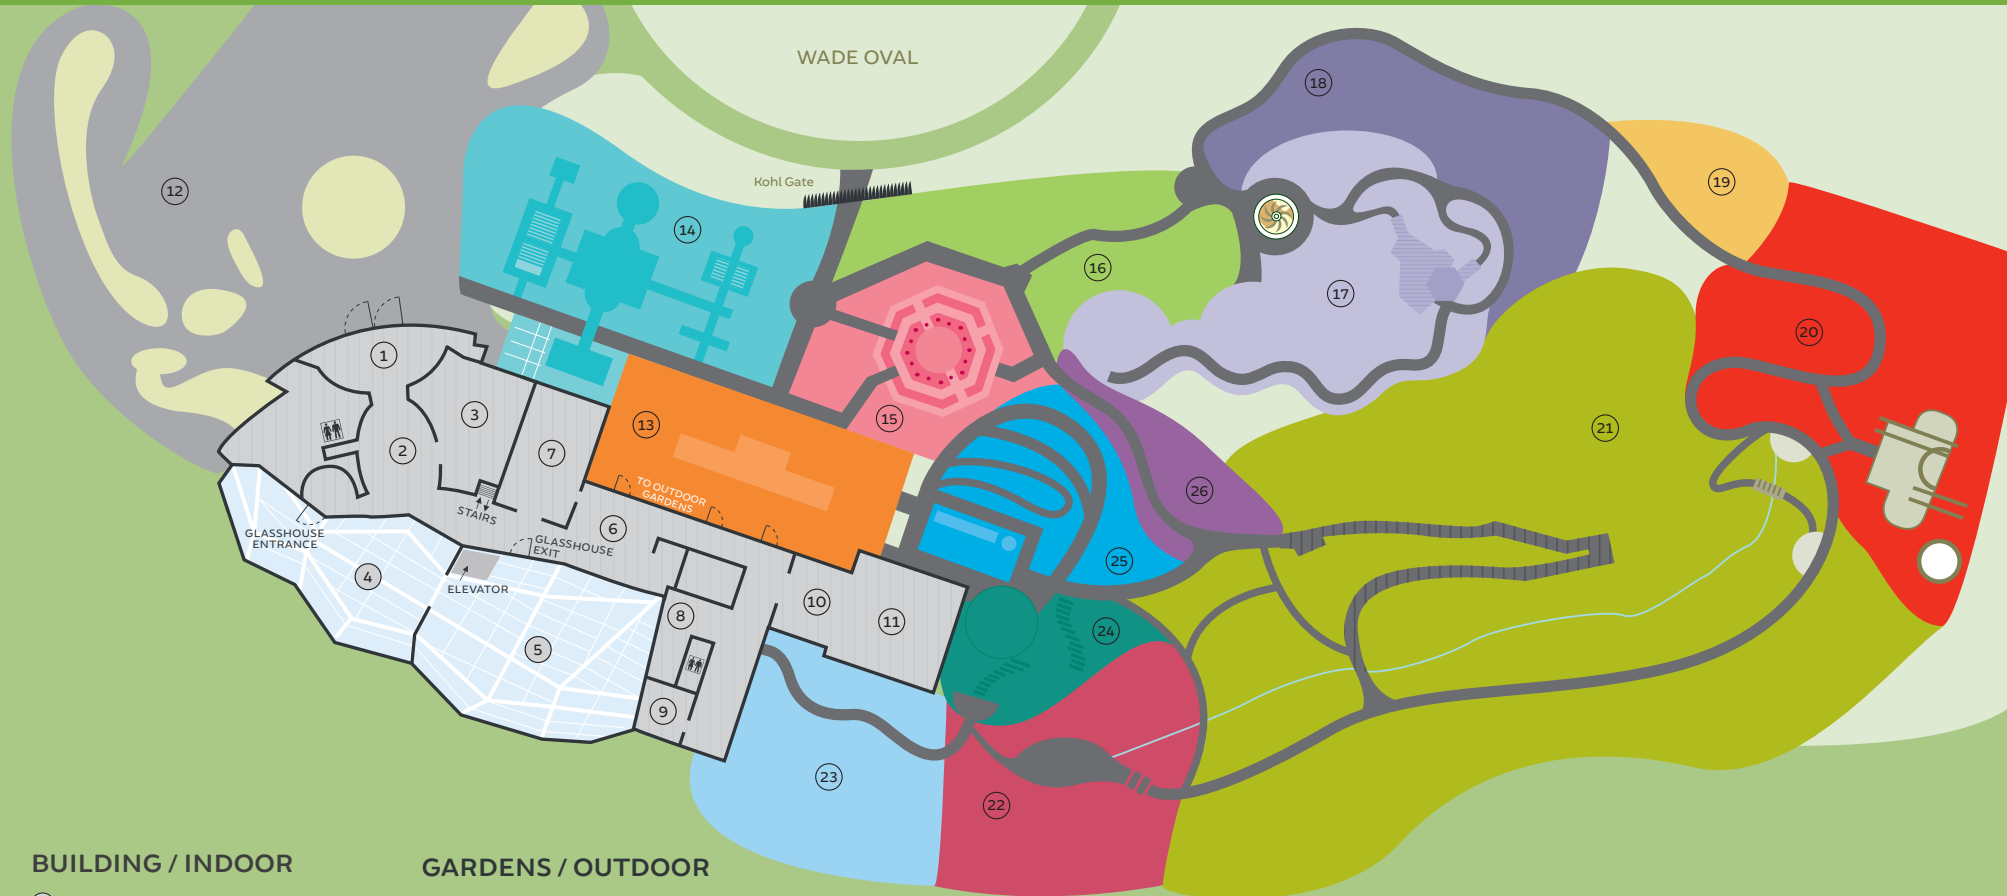 WADE OVAL
18
Kohl Gate
19
12
14
16
17
20
1
3
13
15
21
2
7
26
TO OUTDOOR
GARDENS
STAIRS
6
GLASSHOUSE
ENTRANCE
GLASSHOUSE
EXIT
25
4
ELEVATOR
10
8
11
24
5
9
23
22
BUILDING / INDOOR
GARDENS / OUTDOOR